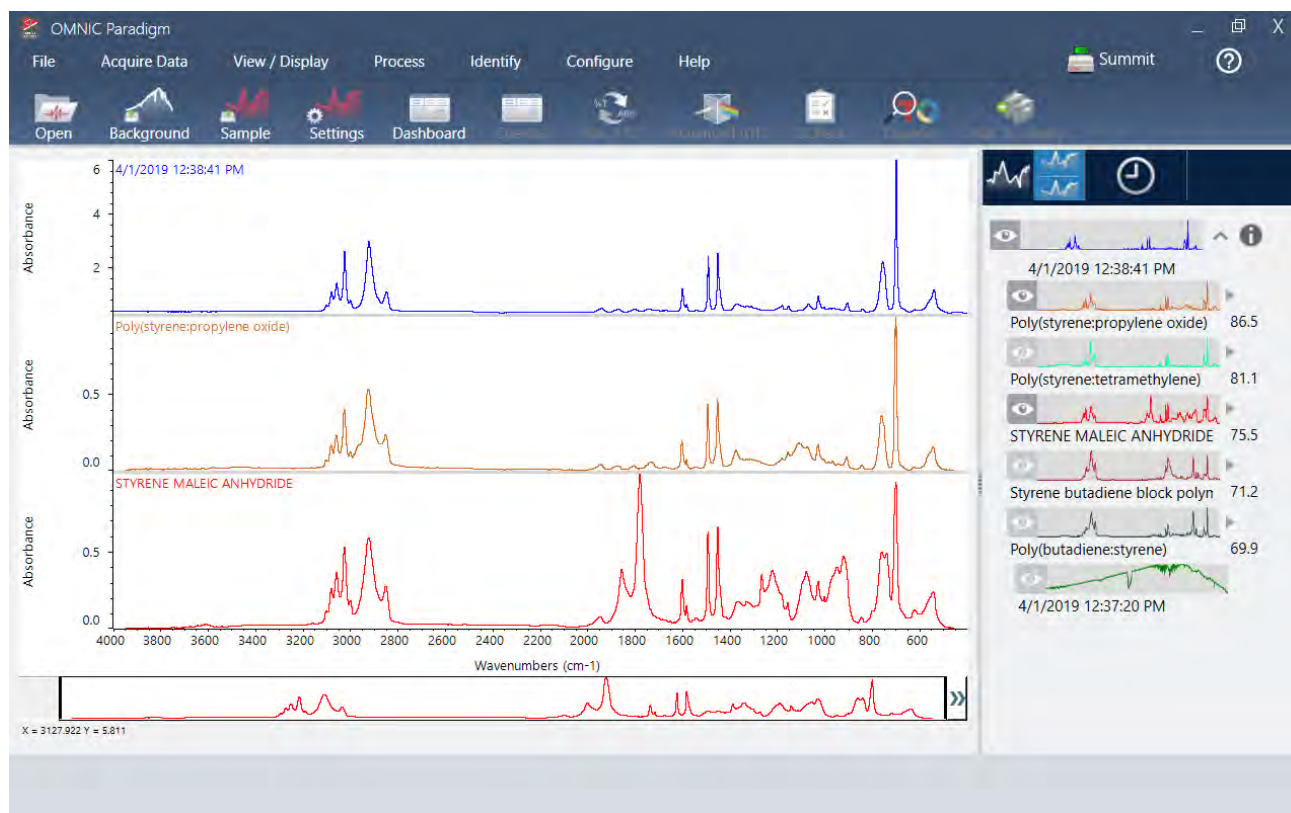 OMNIC Paradigm
File Acquire Data View / Display Process Identify Configure Help
Summit
Open Background Sample Settings Dashboard
4/1/2019 12:38:41 PM
6
4
2
Absorbance
Poly(styrene:propylene oxide)
0.5
0.0
Absorbance
STYRENE MALEIC ANHYDRIDE
0.5
0.0
Absorbance
4000 3800 3600 3400 3200 3000 2800 2600 2400 2200 2000 1800 1600 1400 1200 1000 800 600
Wavenumbers (cm-1)
X = 3127.922 Y = 5.811
4/1/2019 12:38:41 PM
Poly(styrene:propylene oxide) 86.5
Poly(styrene:tetramethylene) 81.1
STYRENE MALEIC ANHYDRIDE 75.5
Styrene butadiene block polyn 71.2
Poly(butadiene:styrene) 69.9
4/1/2019 12:37:20 PM